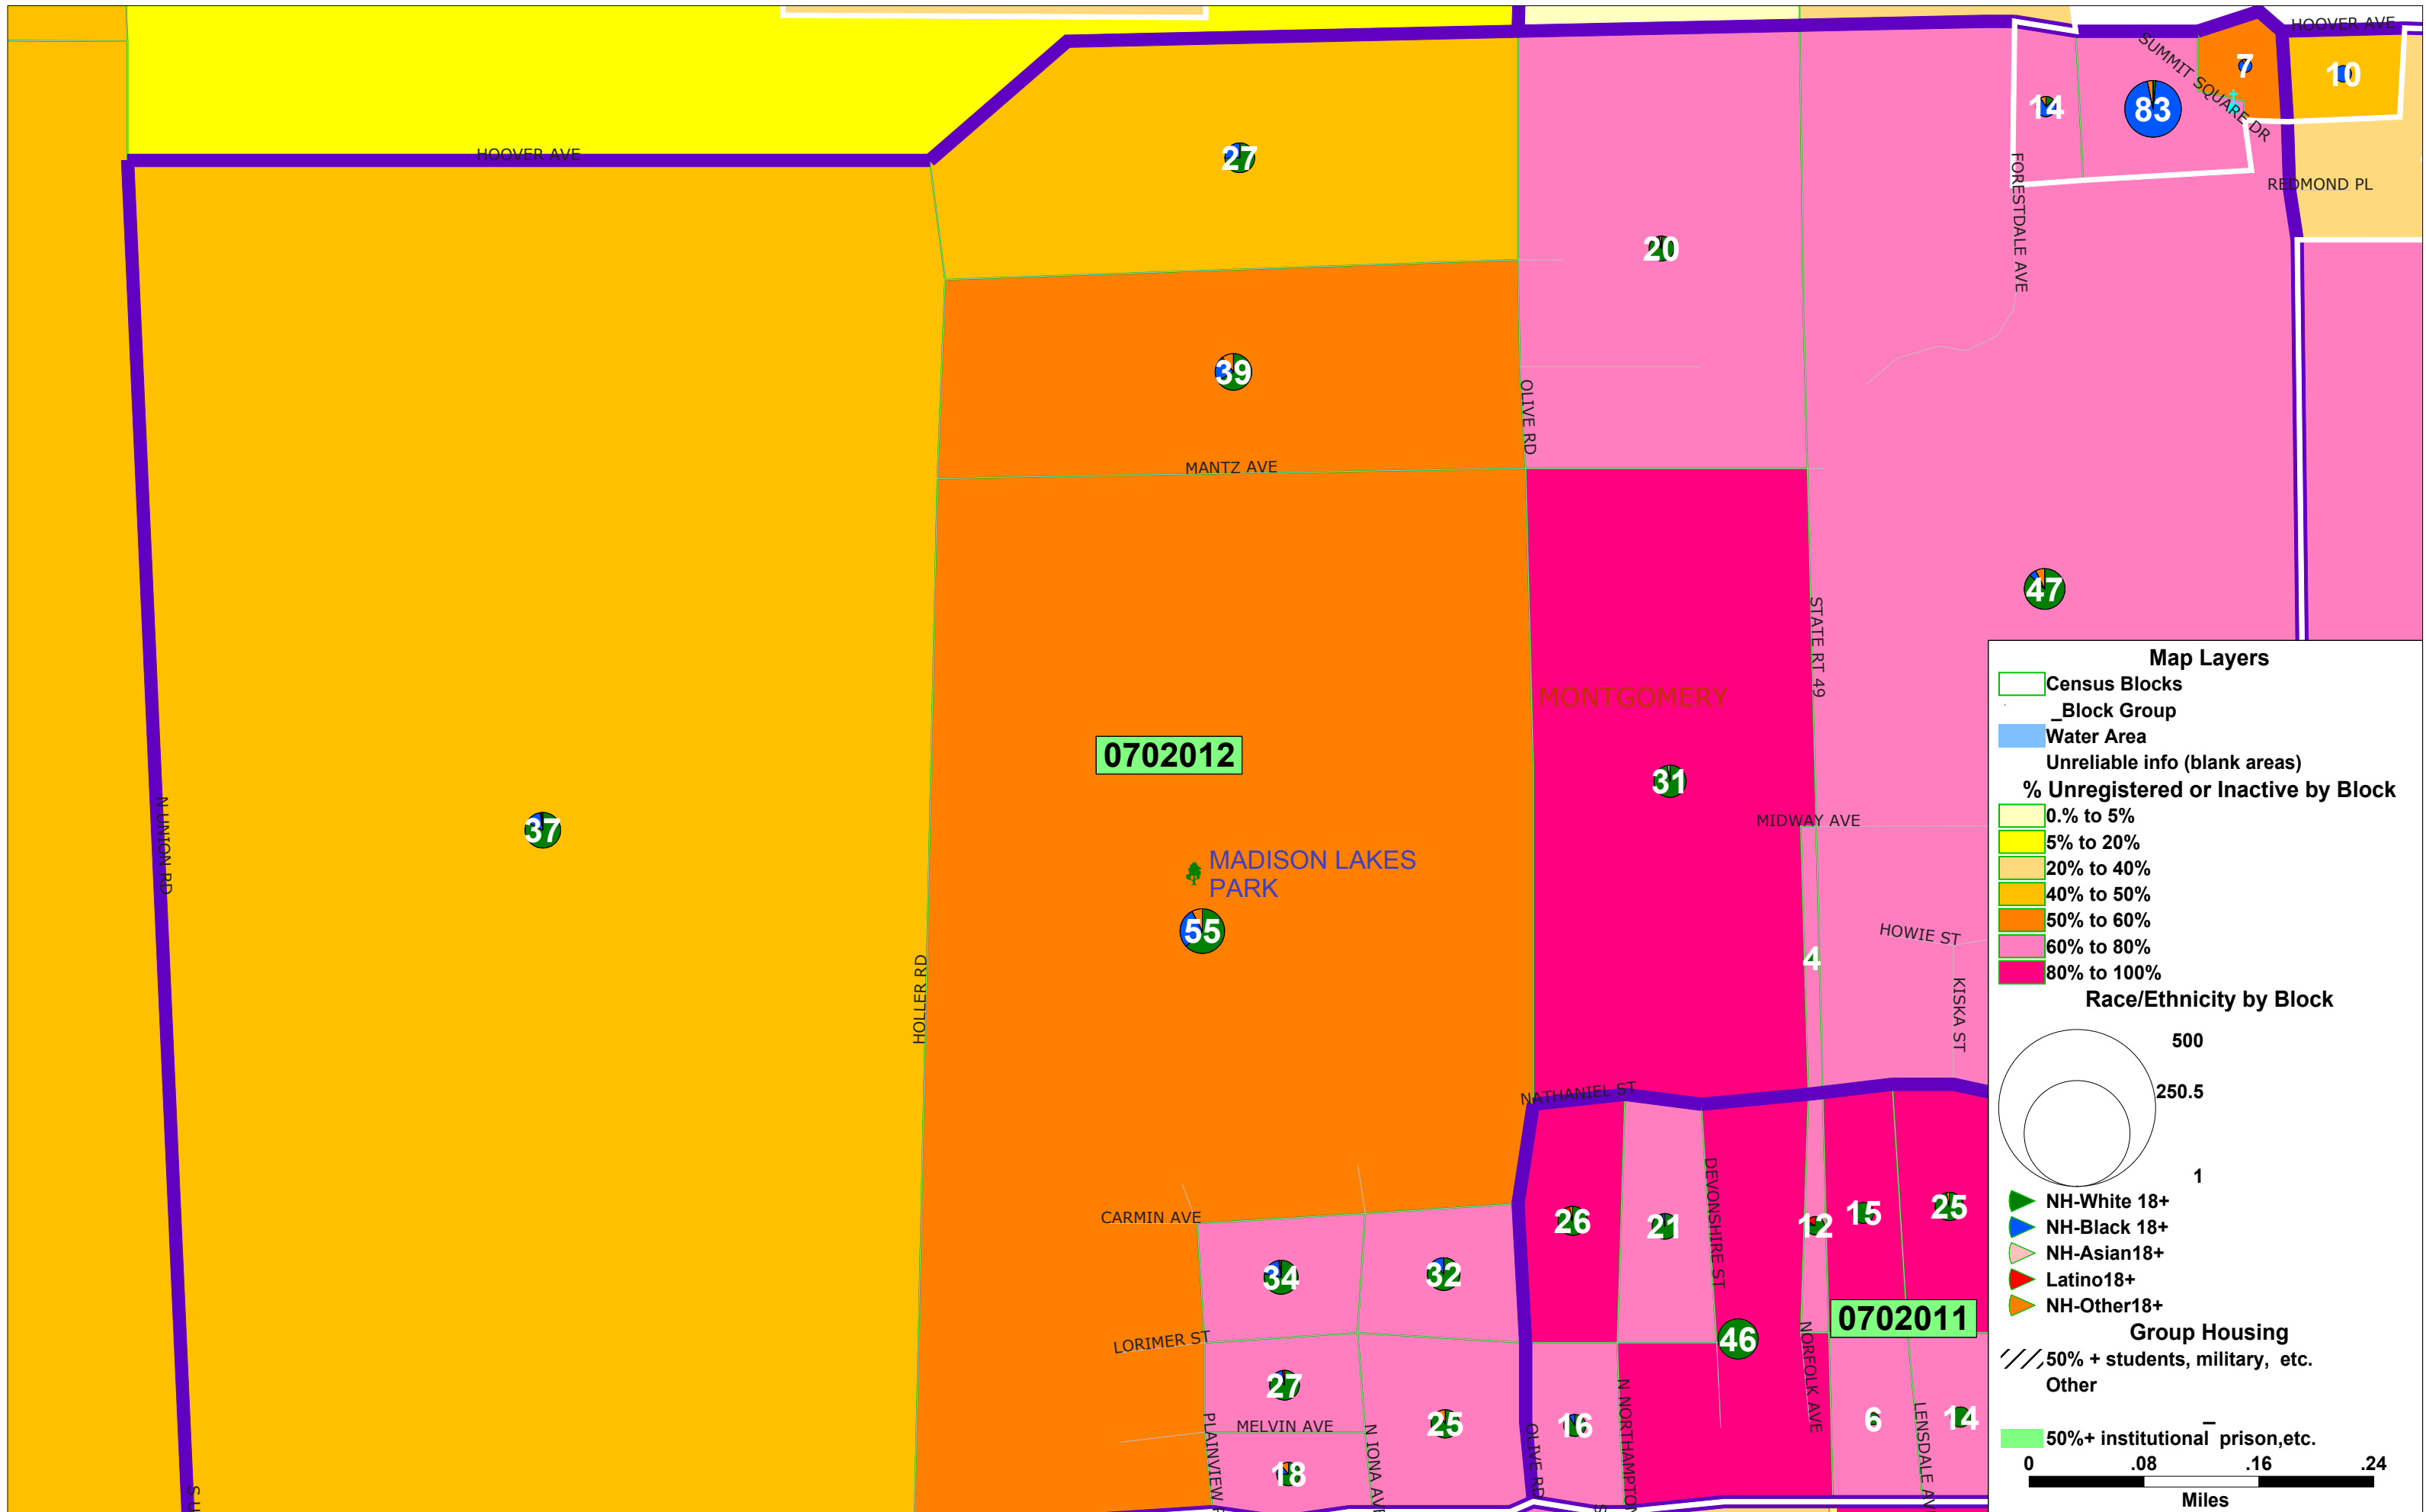 HOOVER AVE
SUMMIT SQUARE DR
7
10
14
83
HOOVER AVE
27
FORESTDALE AVE
REDMOND PL
20
39
OLIVE RD
MANTZ AVE
47
STATE RT 49
MONTGOMERY
0702012
31
N UNION RD
37
MIDWAY AVE
MADISON LAKES
PARK
55
HOWIE ST
4
HOLLER RD
KISKA ST
NATHANIEL ST
CARMIN AVE
DEVONSHIRE ST
26
21
12
15
25
34
32
0702011
LORIMER ST
46
NORFOLK AVE
27
MELVIN AVE
25
16
6
14
PLAINVIEW
N IONA AVE
OLIVE RD
N NORTHAMPTON
LENSDALE AV
18
S U
S
Map Layers
Census Blocks
_Block Group
Water Area
Unreliable info (blank areas)
% Unregistered or Inactive by Block
0.% to 5%
5% to 20%
20% to 40%
40% to 50%
50% to 60%
60% to 80%
80% to 100%
Race/Ethnicity by Block
500
250.5
1
NH-White 18+
NH-Black 18+
NH-Asian18+
Latino18+
NH-Other18+
Group Housing
50% + students, military, etc.
Other
_
50%+ institutional prison,etc.
0 .08 .16 .24
Miles